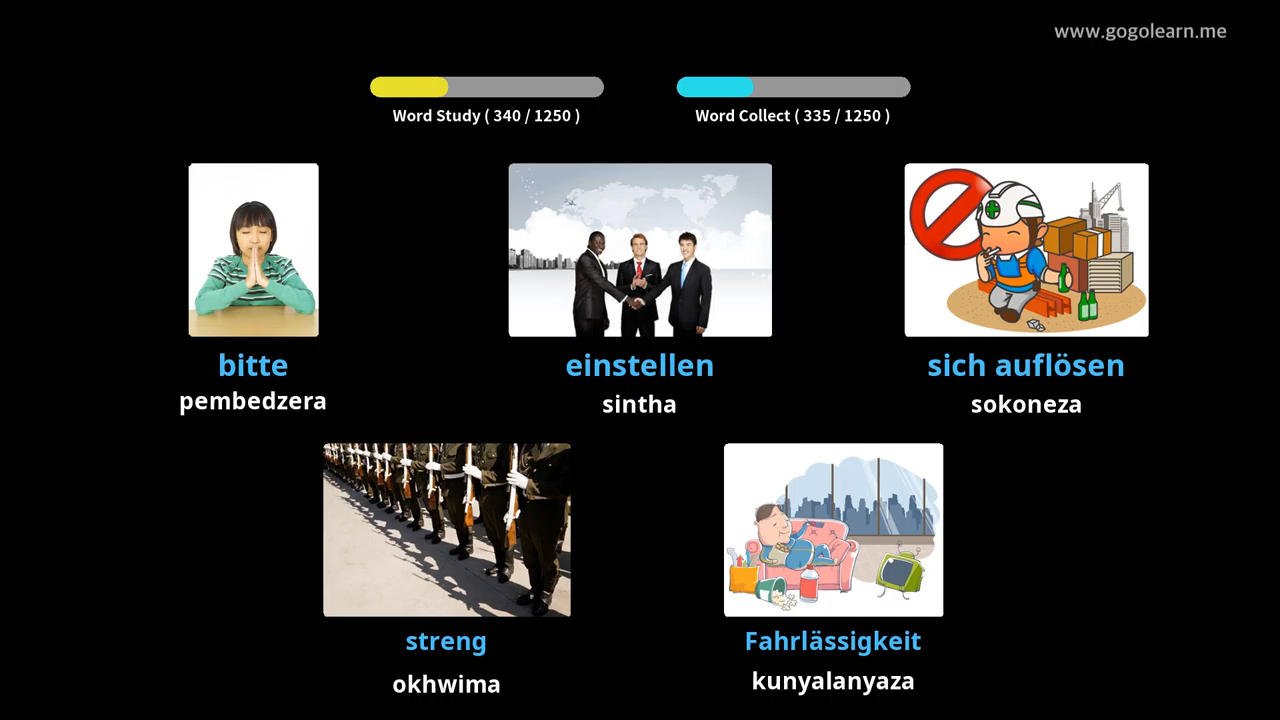 www.gogolearn.me
Word Study ( 340 / 1250 )
Word Collect ( 335 / 1250 )
bitte
pembedzera
einstellen
sintha
sich auflösen
sokoneza
streng
okhwima
Fahrlässigkeit
kunyalanyaza